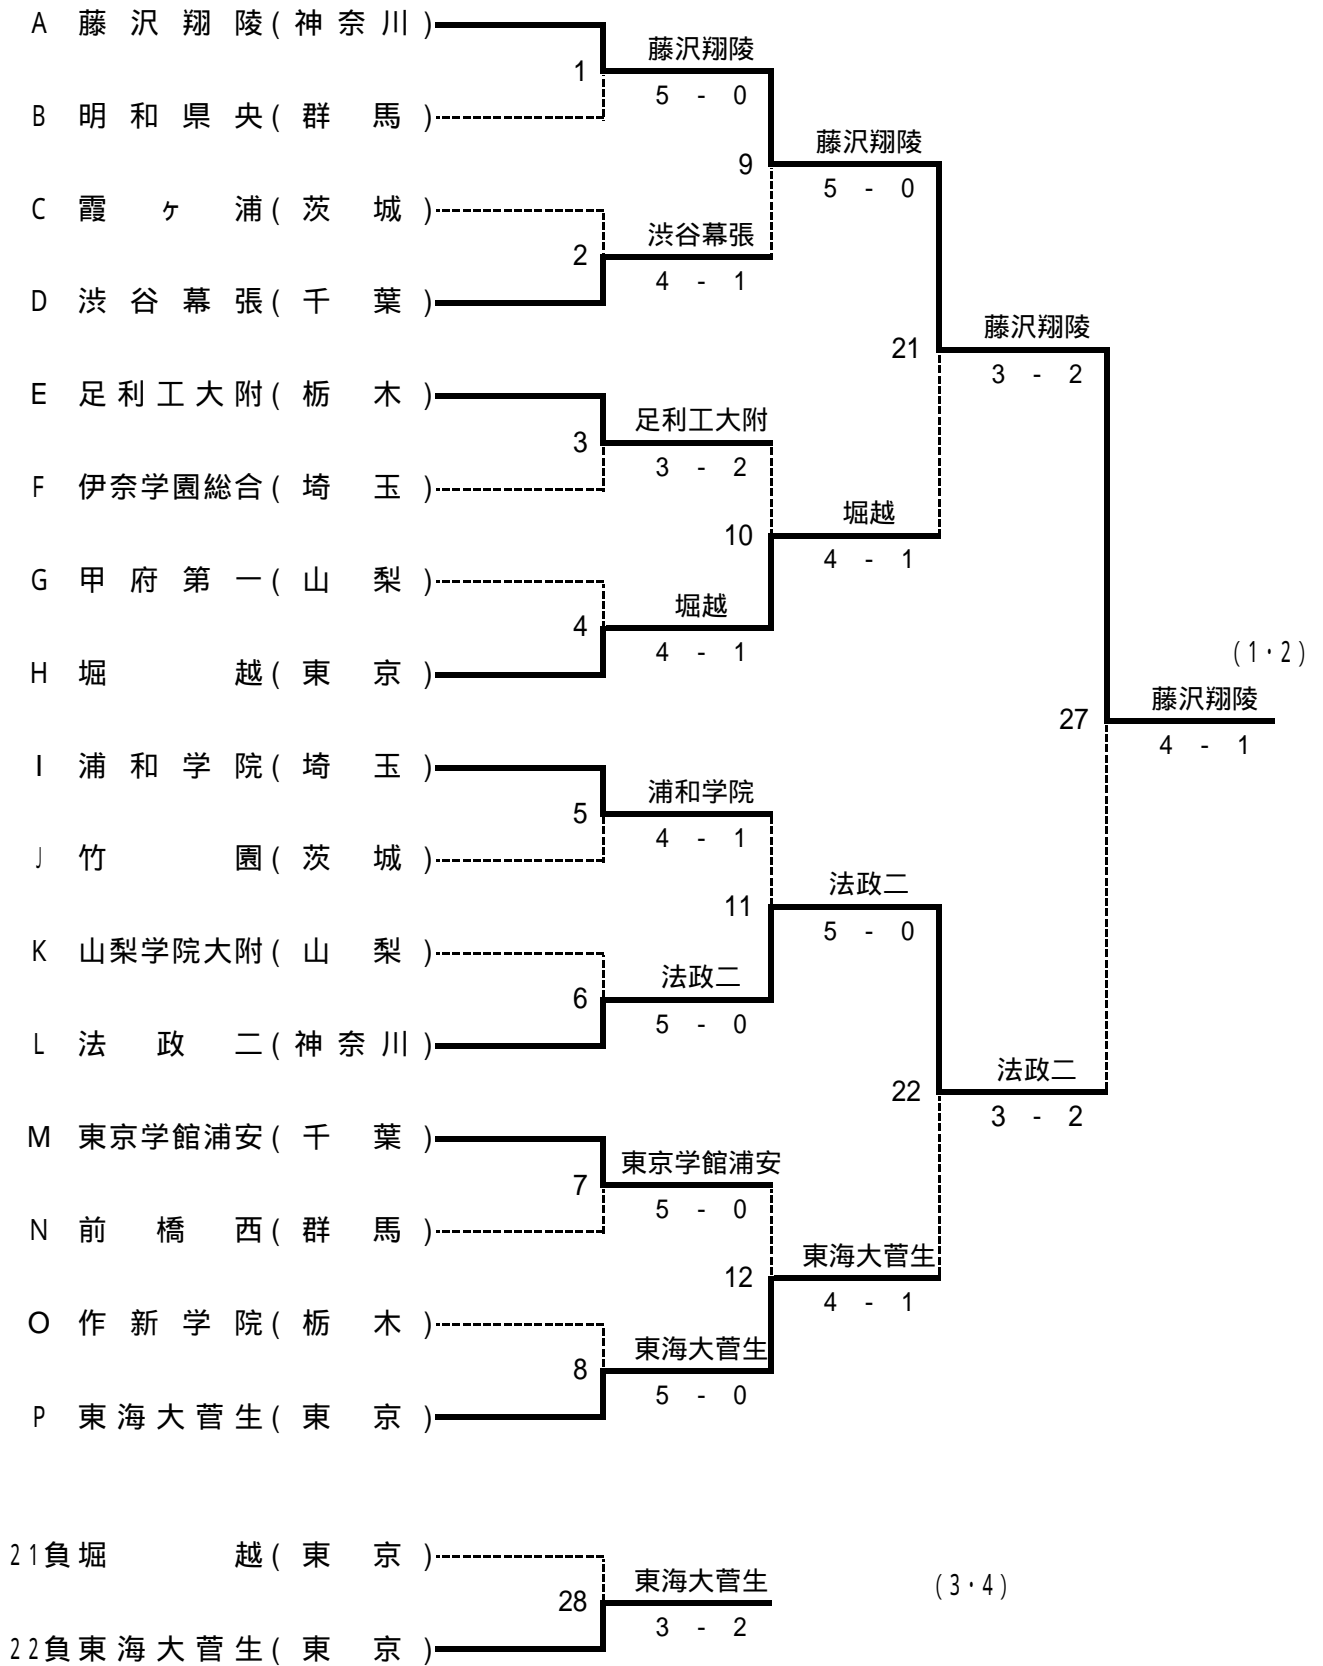 A 藤沢翔陵(神奈川)
藤沢翔陵
1
5 - 0
B 明和県央(群馬)
藤沢翔陵
9
5 - 0
C 霞ヶ浦(茨城)
渋谷幕張
2
4 - 1
D 渋谷幕張(千葉)
藤沢翔陵
21
3 - 2
E 足利工大附(栃木)
足利工大附
3
3 - 2
F 伊奈学園総合(埼玉)
堀越
10
4 - 1
G 甲府第一(山梨)
堀越
4
4 - 1
(1・2)
H 堀越(東京)
藤沢翔陵
27
4 - 1
I 浦和学院(埼玉)
浦和学院
5
4 - 1
J 竹園(茨城)
法政二
11
5 - 0
K 山梨学院大附(山梨)
法政二
6
5 - 0
L 法政二(神奈川)
法政二
22
3 - 2
M 東京学館浦安(千葉)
東京学館浦安
7
5 - 0
N 前橋西(群馬)
東海大菅生
12
4 - 1
O 作新学院(栃木)
東海大菅生
8
5 - 0
P 東海大菅生(東京)
21負堀越(東京)
東海大菅生
(3・4)
28
3 - 2
22負東海大菅生(東京)